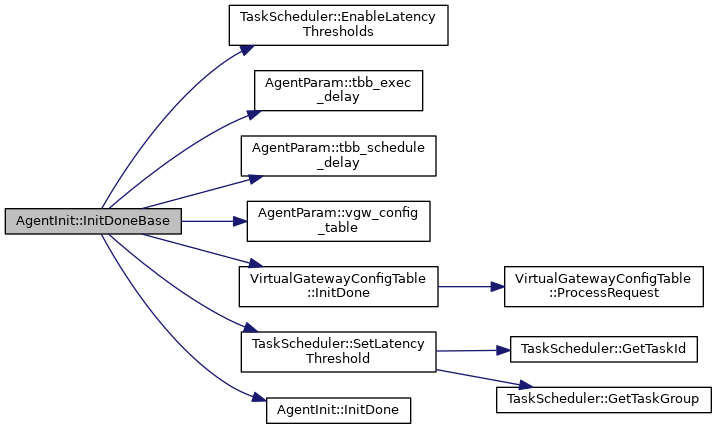 TaskScheduler::EnableLatency
Thresholds
AgentParam::tbb_exec
_delay
AgentParam::tbb_schedule
_delay
AgentInit::InitDoneBase
AgentParam::vgw_config
_table
VirtualGatewayConfigTable
::InitDone
VirtualGatewayConfigTable
::ProcessRequest
TaskScheduler::SetLatency
Threshold
TaskScheduler::GetTaskId
TaskScheduler::GetTaskGroup
AgentInit::InitDone